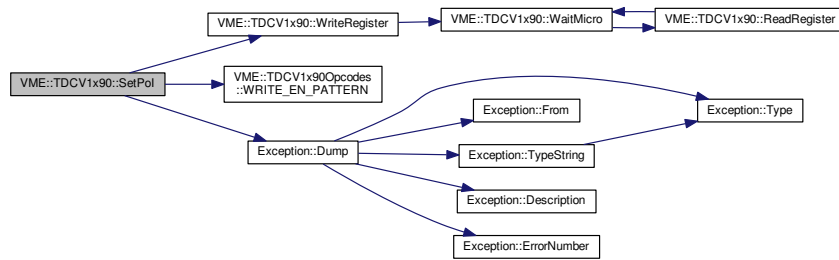 VME::TDCV1x90::SetPol
VME::TDCV1x90::WriteRegister
VME::TDCV1x90::WaitMicro
VME::TDCV1x90::ReadRegister
VME::TDCV1x90Opcodes
::WRITE_EN_PATTERN
Exception::Dump
Exception::From
Exception::Type
Exception::TypeString
Exception::Description
Exception::ErrorNumber